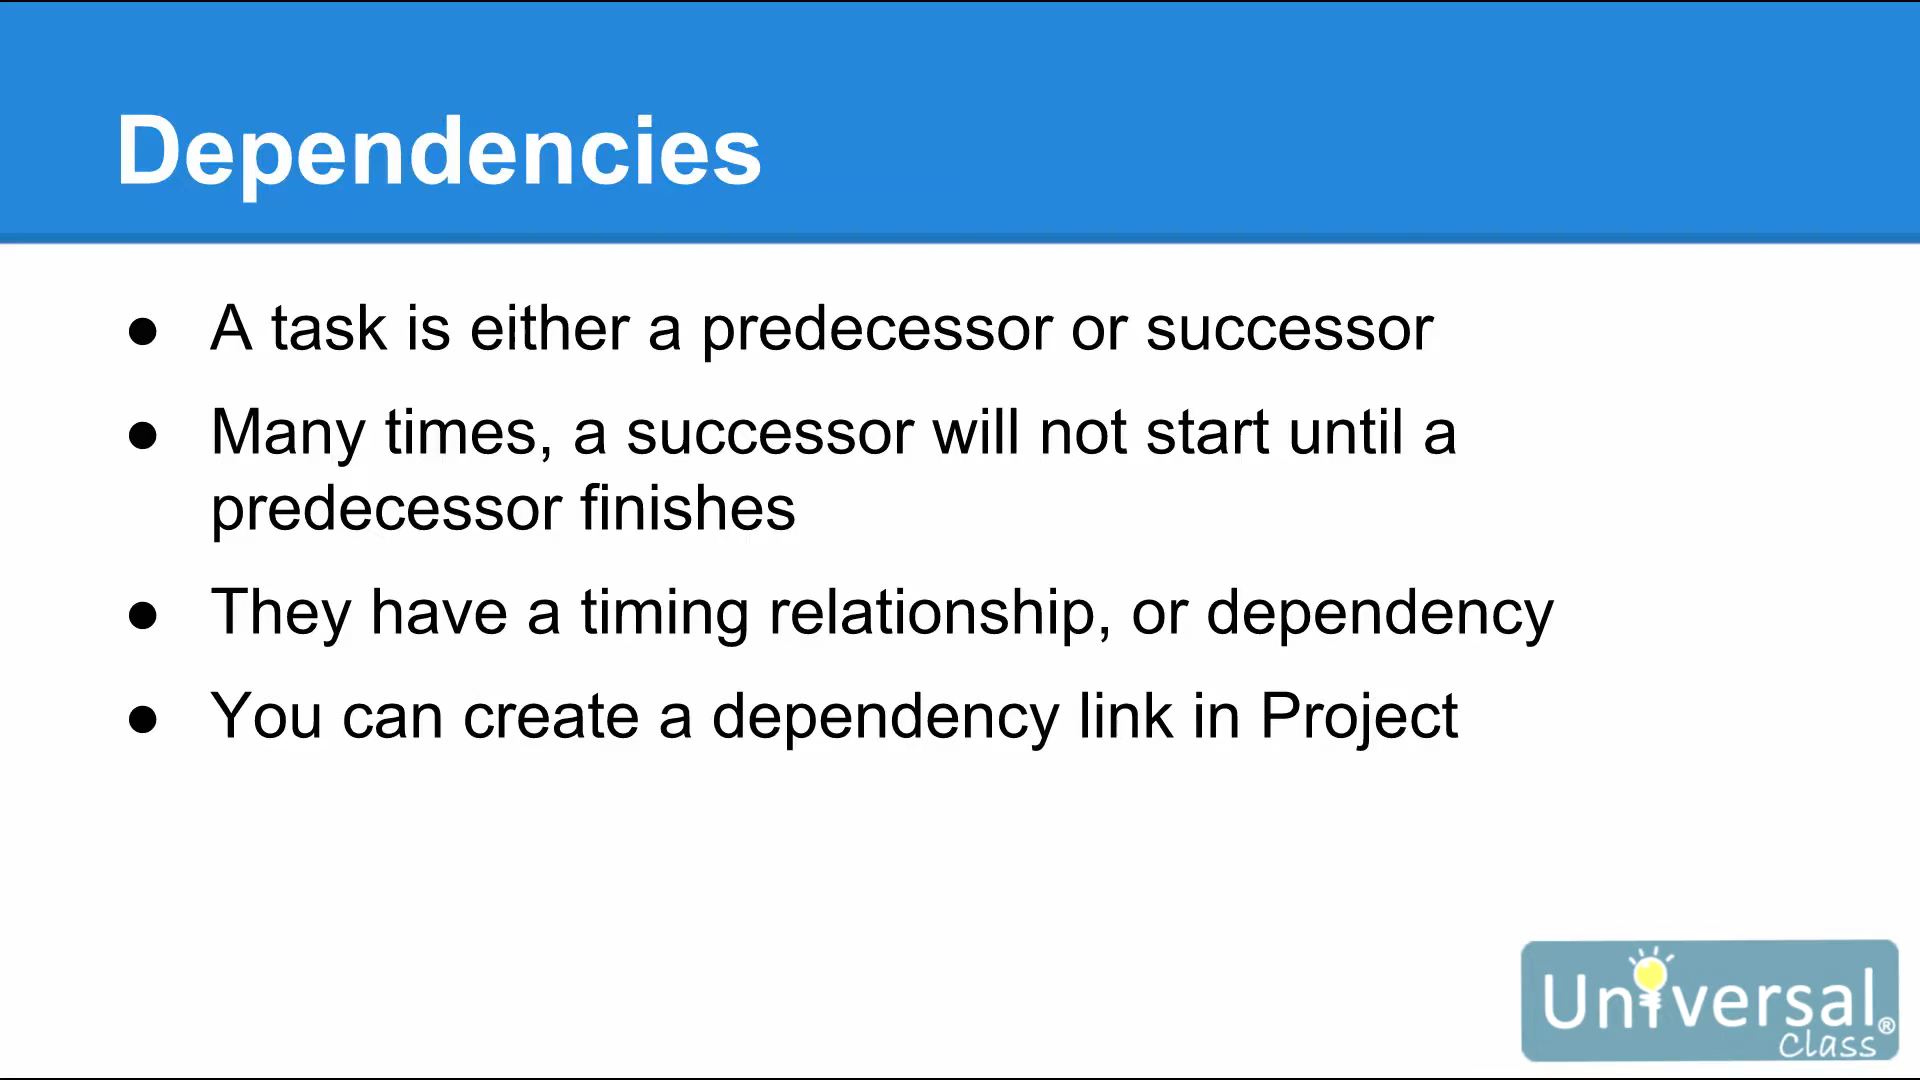 Dependencies
● A task is either a predecessor or successor
● Many times, a successor will not start until a
predecessor finishes
● They have a timing relationship, or dependency
● You can create a dependency link in Project
Universal®
Class